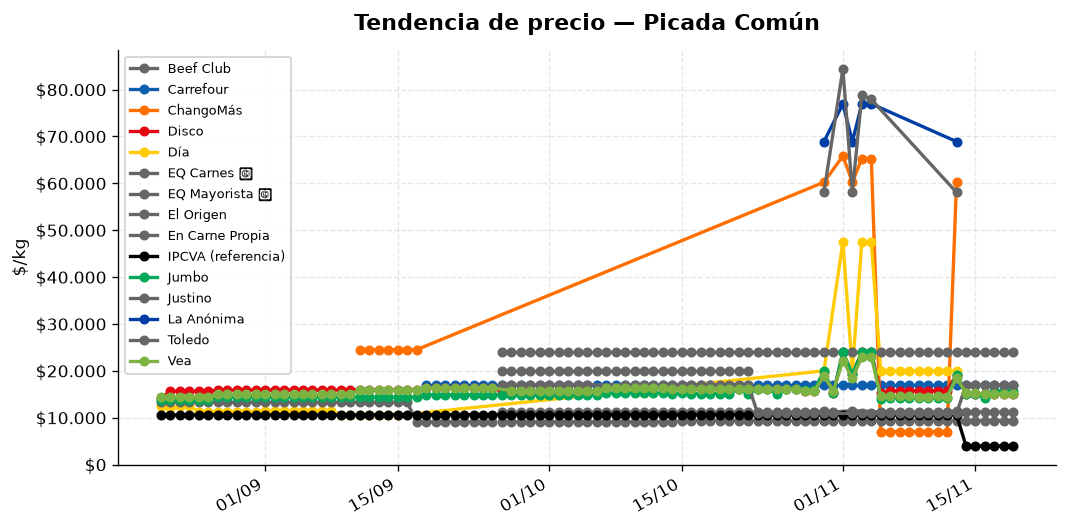 Tendencia de precio — Picada Común
$/kg
$80.000
$70.000
$60.000
$50.000
$40.000
$30.000
$20.000
$10.000
$0
Beef Club
Carrefour
ChangoMás
Disco
Día
EQ Carnes
EQ Mayorista
El Origen
En Carne Propia
IPCVA (referencia)
Jumbo
Justino
La Anónima
Toledo
Vea
01/09
15/09
01/10
15/10
01/11
15/11